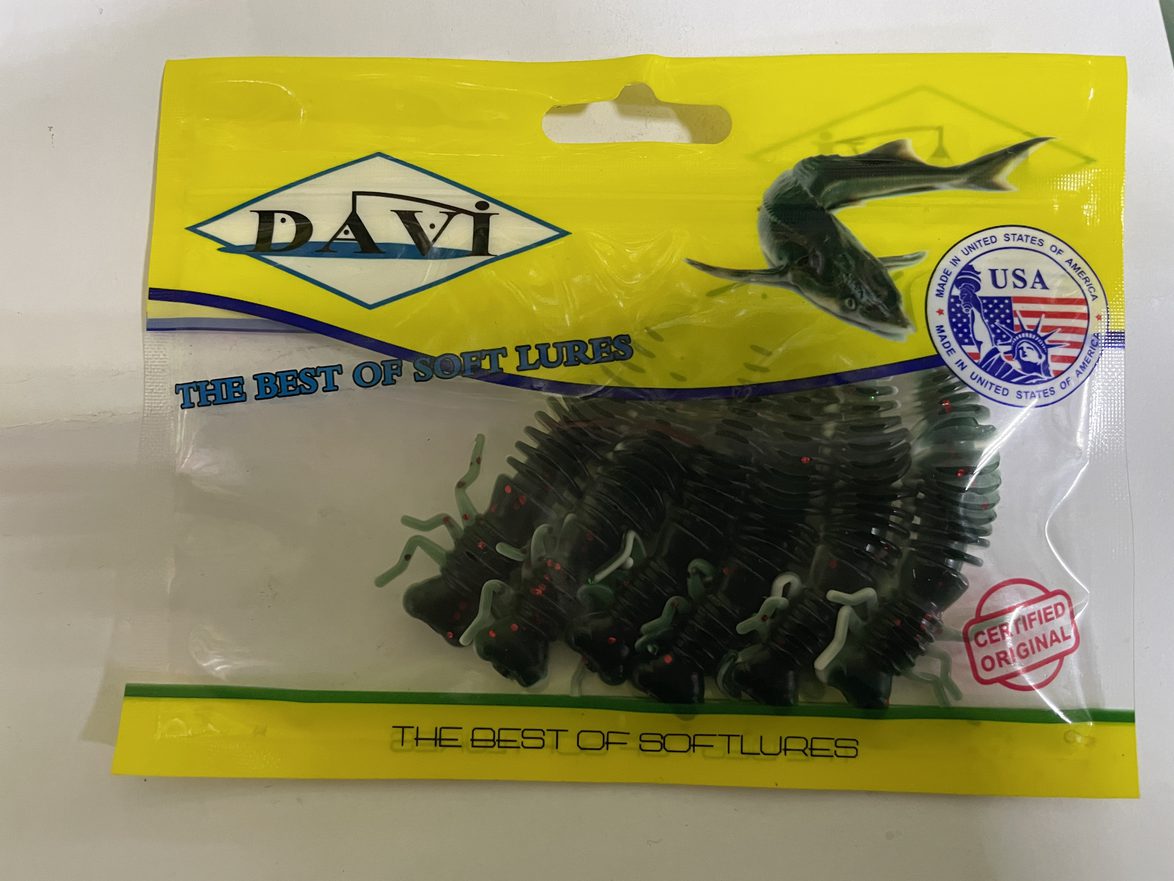 DAVİ
MADE IN UNITED STATES OF AMERICA
USA
MADE IN UNITED STATES OF AMERICA
THE BEST OF SOFT LURES
CERTIFIED
ORIGINAL
THE BEST OF SOFTLURES